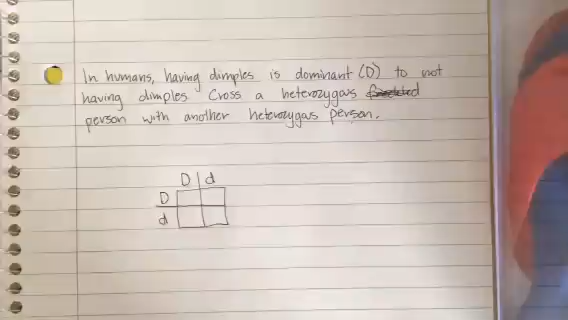 In humans, having dimples is dominant (D) to not
having dimples Cross a heterozygous
person with another heterozygous person.
D d
D
d